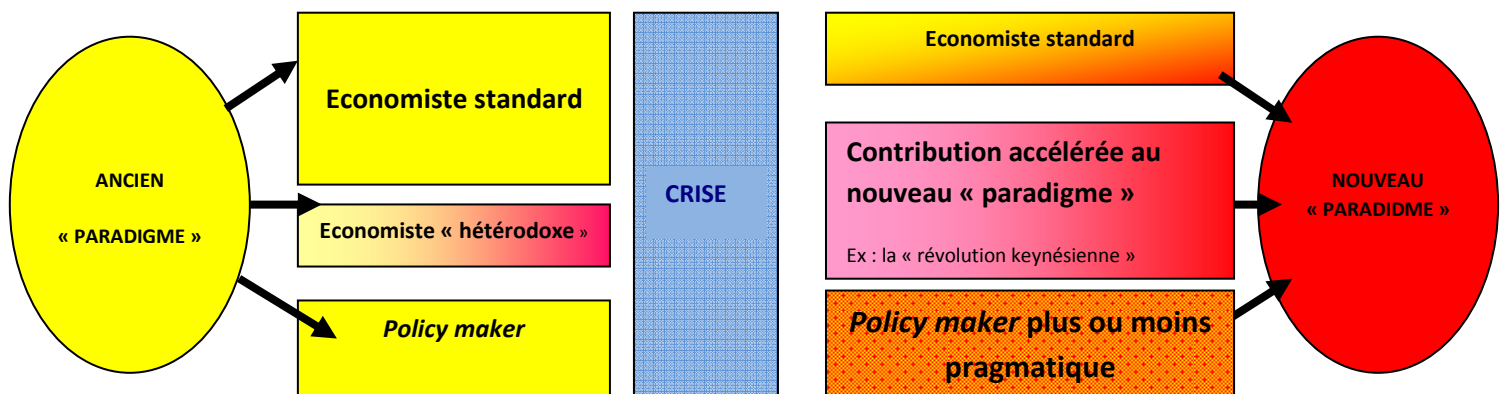 ANCIEN
« PARADIGME »
Economiste standard
Economiste « hétérodoxe »
Policy maker
CRISE
Economiste standard
Contribution accélérée au
nouveau « paradigme »
Ex : la « révolution keynésienne »
Policy maker plus ou moins
pragmatique
NOUVEAU
« PARADIDME »